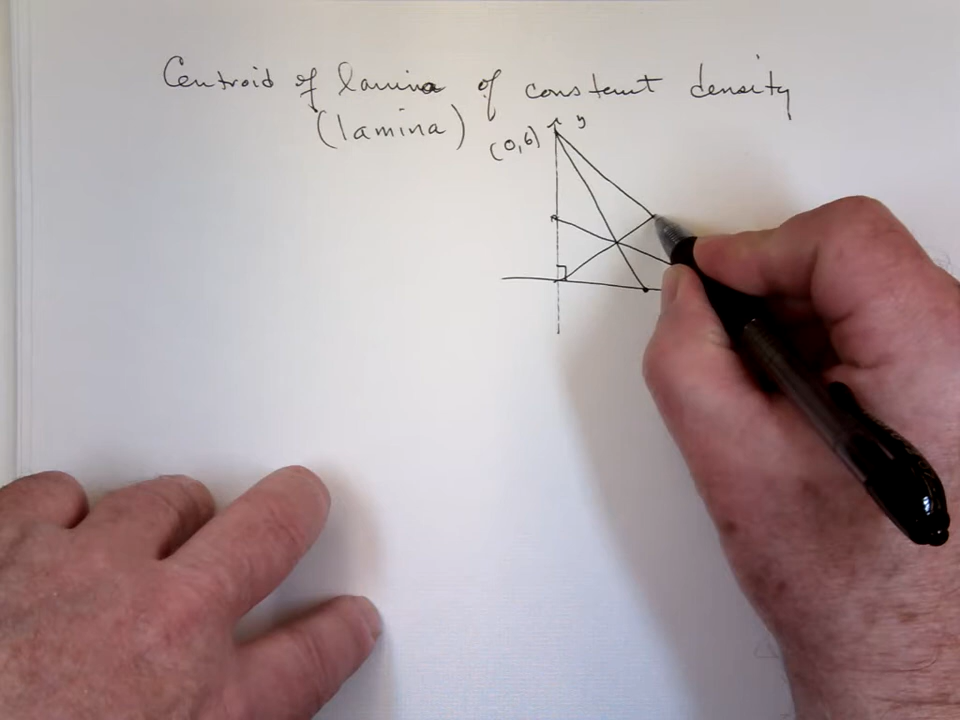 Centroid of lamina of constant density
(lamina)
y
(0,6)